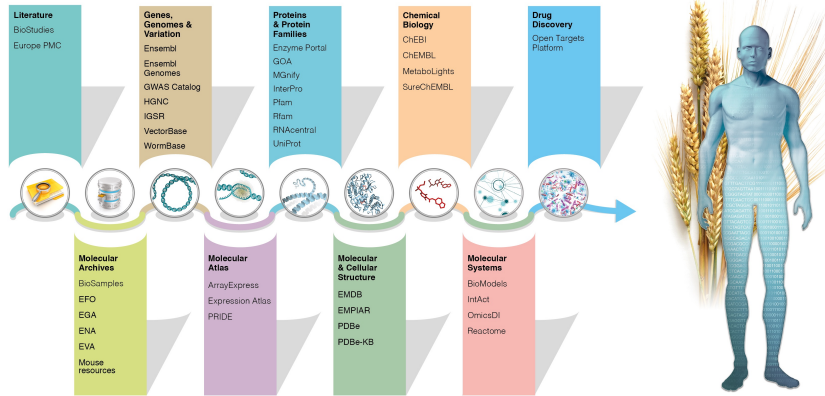 Literature
BioStudies
Europe PMC
Genes,
Genomes &
Variation
Ensembl
Ensembl
Genomes
GWAS Catalog
HGNC
IGSR
VectorBase
WormBase
Proteins
& Protein
Families
Enzyme Portal
GOA
MGnify
InterPro
Pfam
Rfam
RNAcentral
UniProt
Chemical
Biology
ChEBI
ChEMBL
MetaboLights
SureChEMBL
Drug
Discovery
Open Targets
Platform
Molecular
Archives
BioSamples
EFO
EGA
ENA
EVA
Mouse
resources
Molecular
Atlas
ArrayExpress
Expression Atlas
PRIDE
Molecular
& Cellular
Structure
EMDB
EMPIAR
PDBe
PDBe-KB
Molecular
Systems
BioModels
IntAct
OmicsDI
Reactome